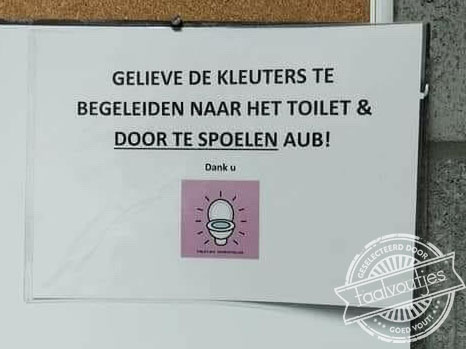 GELIEVE DE KLEUTERS TE
BEGELEIDEN NAAR HET TOILET &
DOOR TE SPOELEN AUB!
Dank u
GESELECTEERD DOOR
taalvoutjes
GOED VOUT!